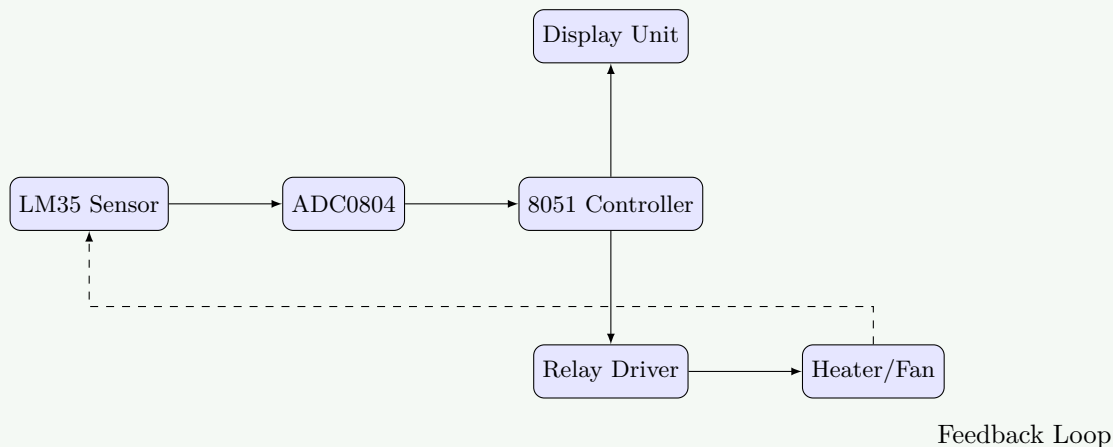 Display Unit
LM35 Sensor
ADC0804
8051 Controller
Relay Driver
Heater/Fan
Feedback Loop